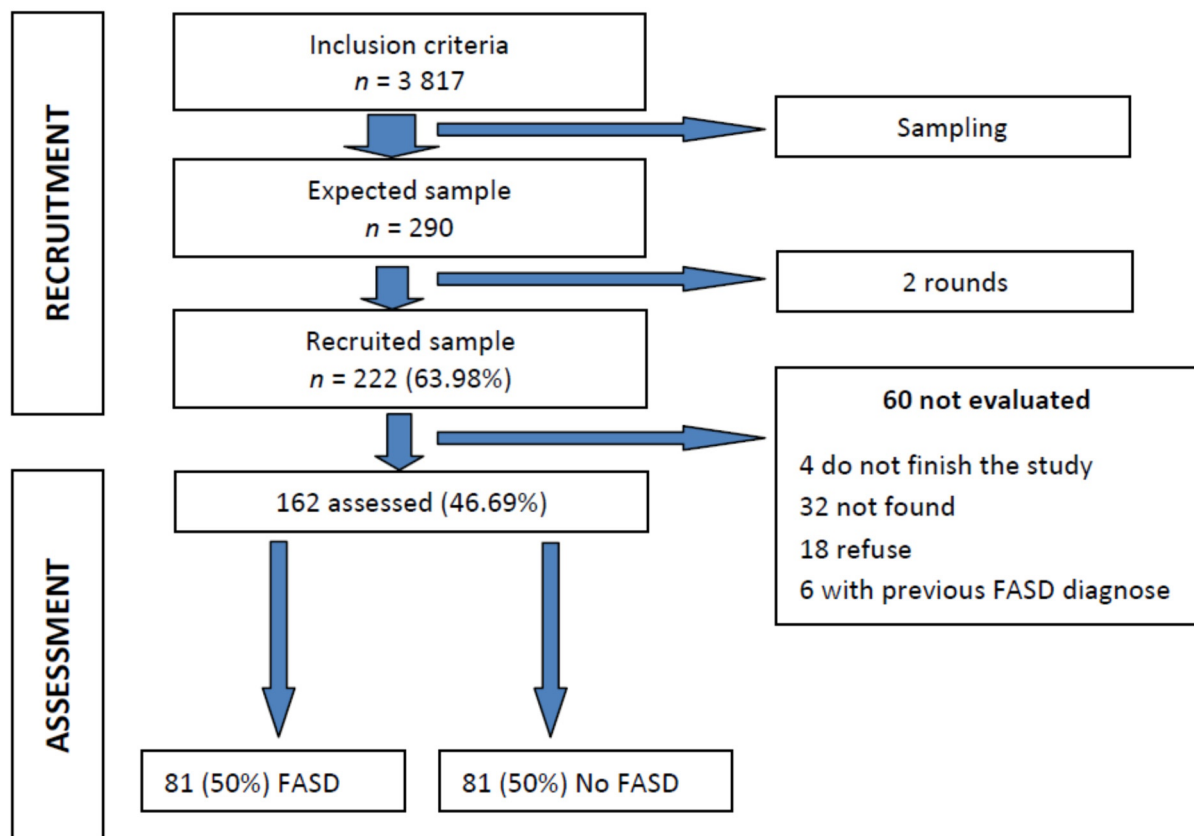 RECRUITMENT
Inclusion criteria
n = 3 817
Sampling
Expected sample
n = 290
2 rounds
Recruited sample
n = 222 (63.98%)
60 not evaluated
4 do not finish the study
32 not found
18 refuse
6 with previous FASD diagnose
ASSESSMENT
162 assessed (46.69%)
81 (50%) FASD
81 (50%) No FASD